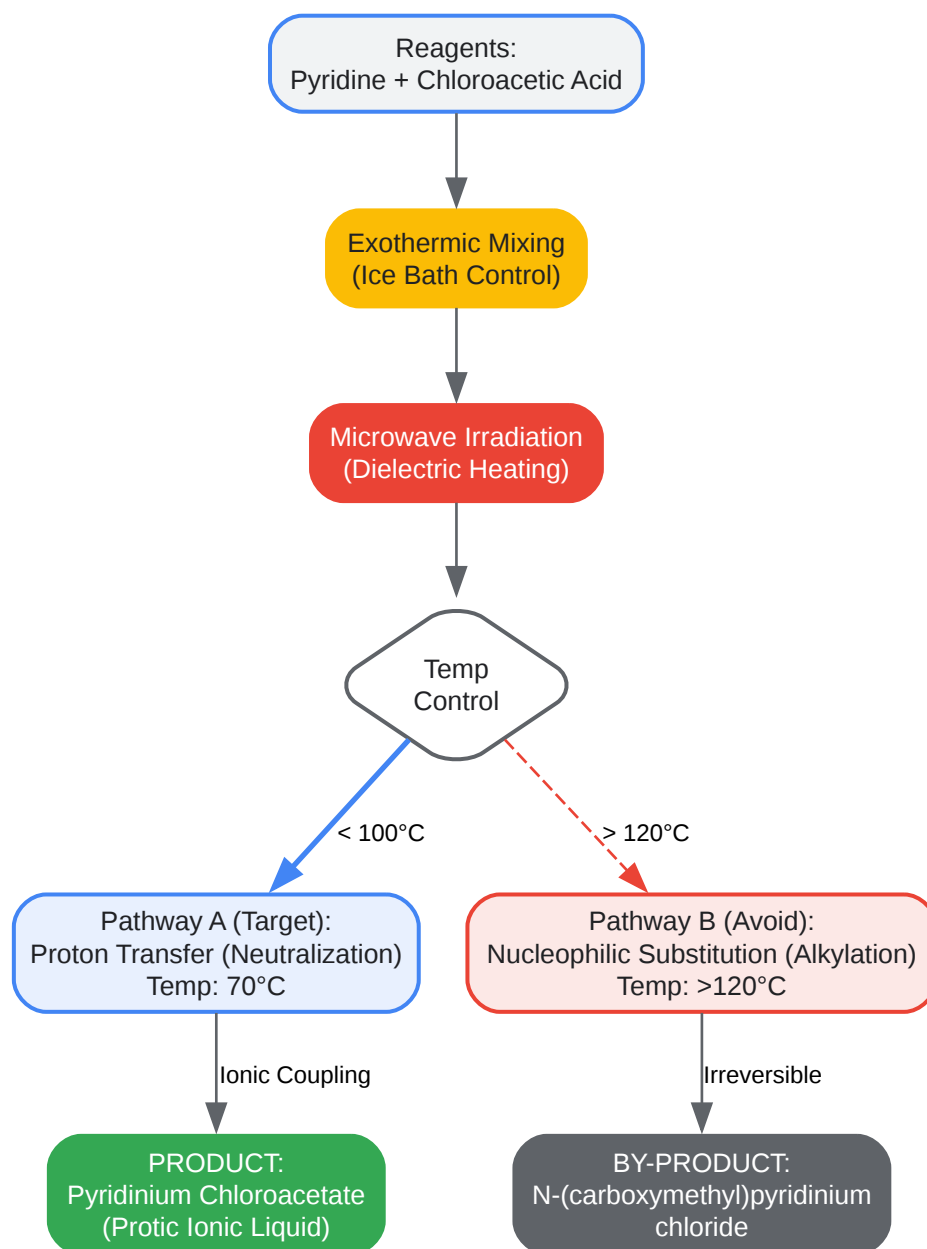 Reagents:
Pyridine + Chloroacetic Acid
Exothermic Mixing
(Ice Bath Control)
Microwave Irradiation
(Dielectric Heating)
Temp
Control
< 100°C
> 120°C
Pathway A (Target):
Proton Transfer (Neutralization)
Temp: 70°C
Pathway B (Avoid):
Nucleophilic Substitution (Alkylation)
Temp: >120°C
Ionic Coupling
Irreversible
PRODUCT:
Pyridinium Chloroacetate
(Protic Ionic Liquid)
BY-PRODUCT:
N-(carboxymethyl)pyridinium
chloride